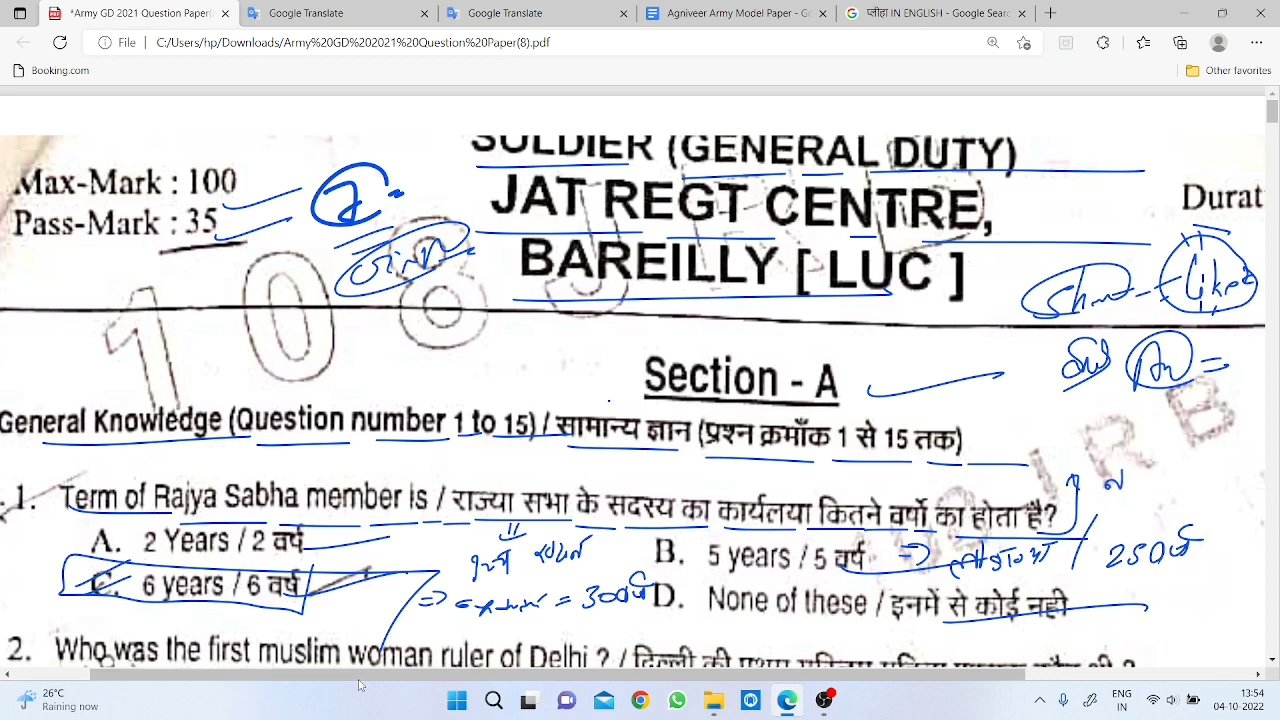 *Army GD 2021 Question Paper(
Google Translate
Google Translate
Agniveer Army Model Paper - Go
प्लीहा IN ENGLISH - Google Sear
File
C:/Users/hp/Downloads/Army%20GD%202021%20Question%20Paper(8).pdf
Booking.com
Other favorites
SOLDIER (GENERAL DUTY)
Max-Mark : 100
JAT REGT CENTRE,
Durat
Pass-Mark : 35
BAREILLY [ LUC ]
Like
Section - A
General Knowledge (Question number 1 to 15) / सामान्य ज्ञान (प्रश्न क्रमाँक 1 से 15 तक)
1. Term of Rajya Sabha member is / राज्या सभा के सदस्य का कार्यलया कितने वर्षो का होता है?
A. 2 Years / 2 वर्ष
B. 5 years / 5 वर्ष
250
C. 6 years / 6 वर्ष
= 300
D. None of these / इनमें से कोई नही
2. Who was the first muslim woman ruler of Delhi ? /
26°C
Raining now
ENG
IN
13:54
04-10-2022